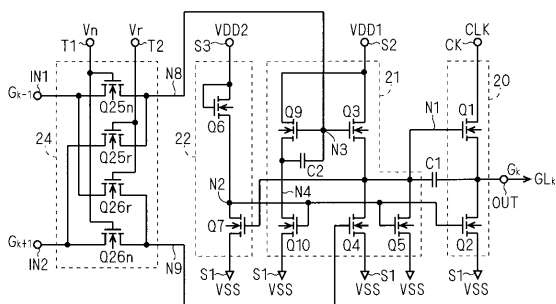 Vn Vr VDD2 VDD1 CLK
T1 T2 S3 S2 CK
IN1 N8 21 20
Gk-1 Q25n Q9 Q3 N1 Q1
24 Q6 N3
Q25r 22 C2 C1 Gk
Q26r N2 N4 GLk
OUT
Gk+1 Q7 Q10 Q4 Q5 Q2
IN2 Q26n N9 S1 S1 S1 S1
VSS VSS VSS VSS VSS